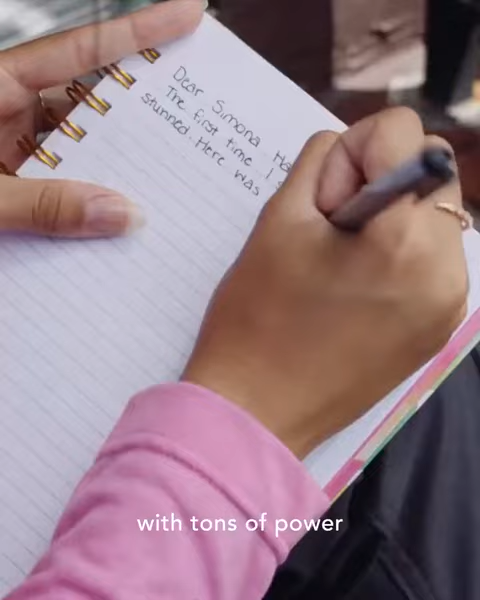 Dear Simona
The first time I
stunned. Here was
with tons of power